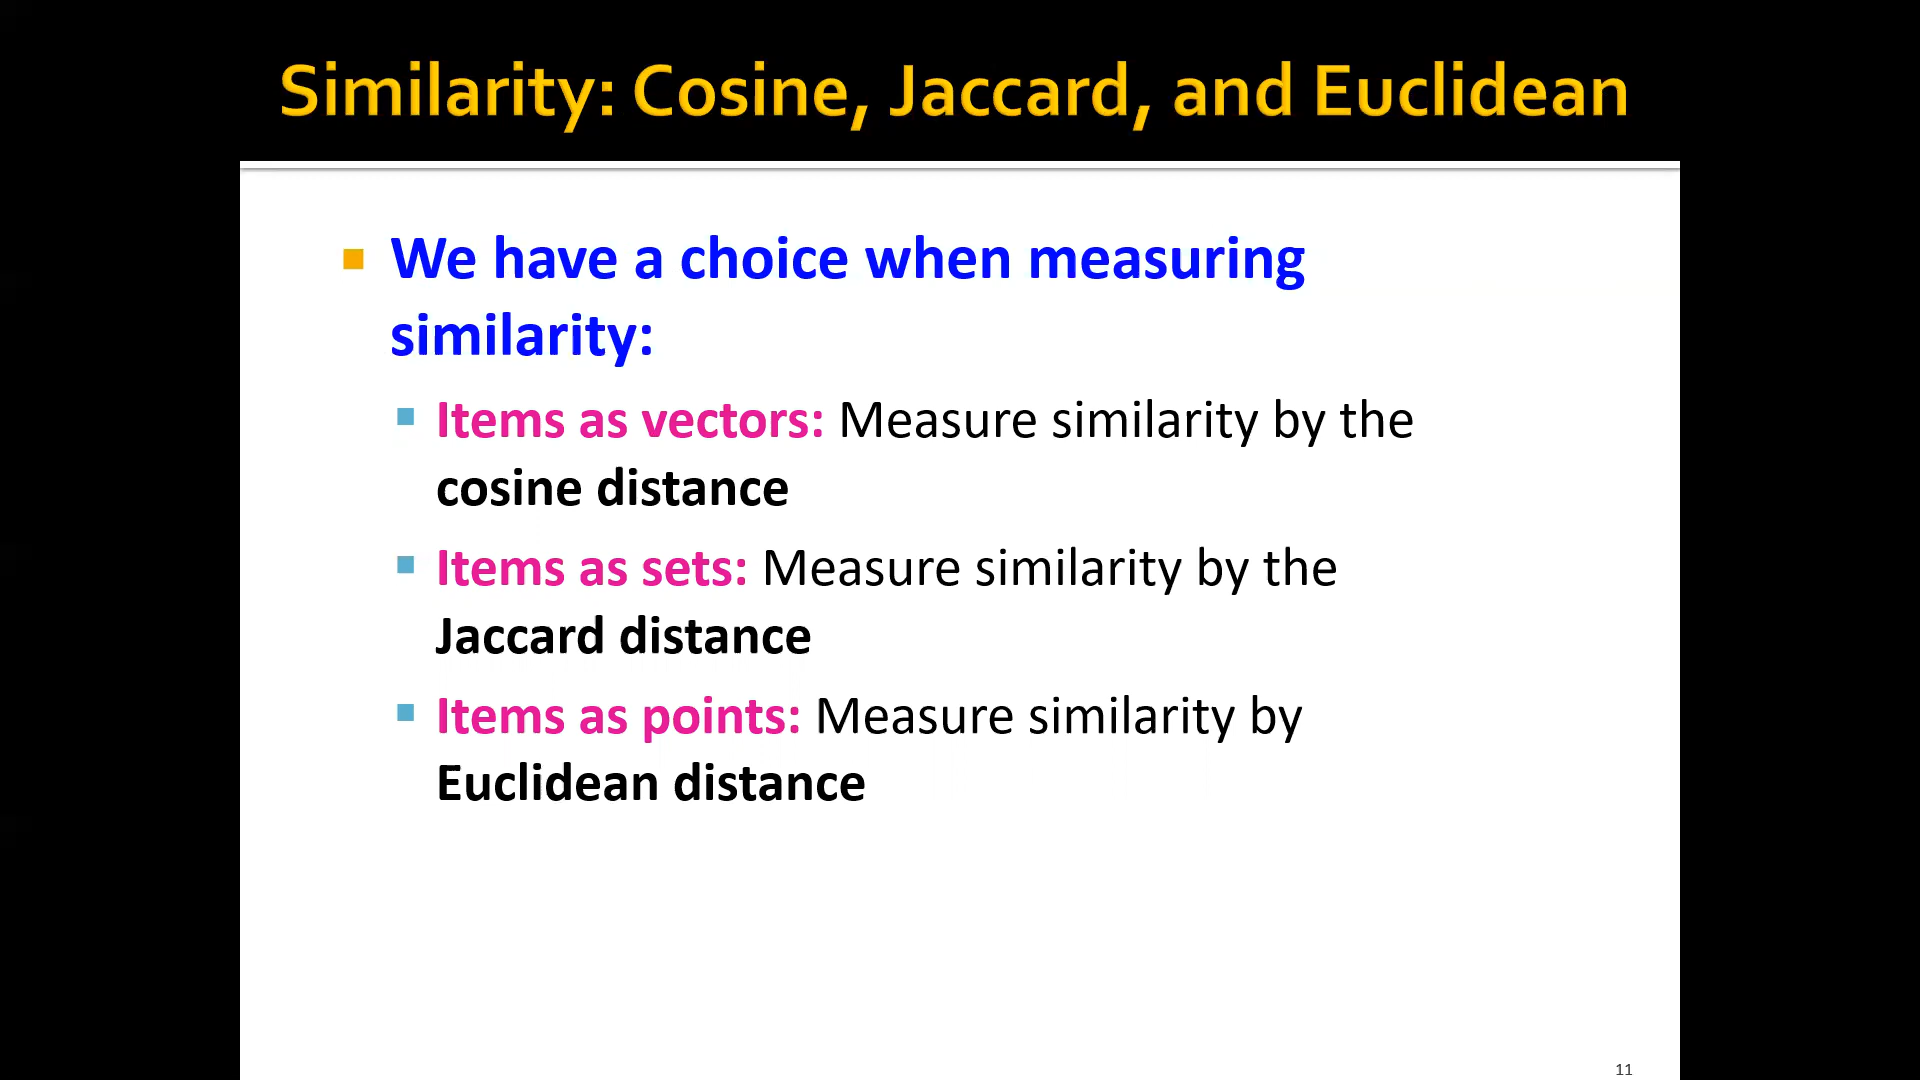 Similarity: Cosine, Jaccard, and Euclidean
We have a choice when measuring
similarity:
Items as vectors: Measure similarity by the
cosine distance
Items as sets: Measure similarity by the
Jaccard distance
Items as points: Measure similarity by
Euclidean distance
11